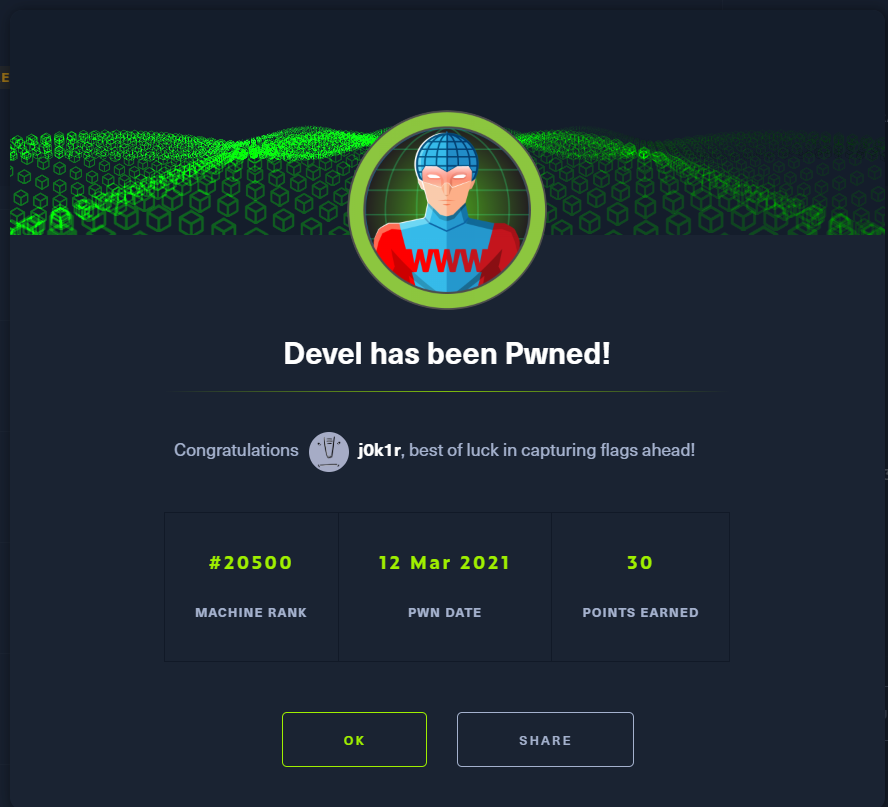 E
WWW
Devel has been Pwned!
Congratulations j0k1r, best of luck in capturing flags ahead!
#20500 12 Mar 2021 30
MACHINE RANK PWN DATE POINTS EARNED
OK SHARE